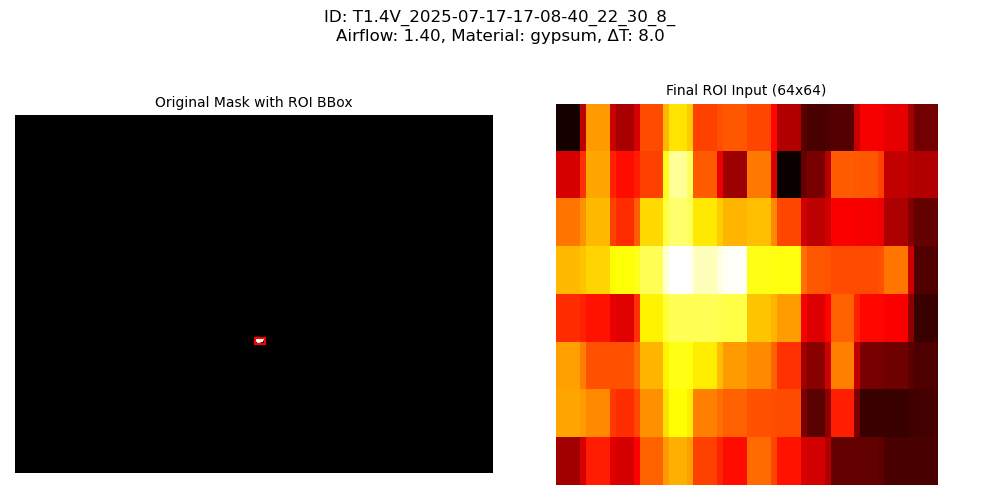 ID: T1.4V_2025-07-17-17-08-40_22_30_8_
Airflow: 1.40, Material: gypsum, ΔT: 8.0
Original Mask with ROI BBox
Final ROI Input (64x64)